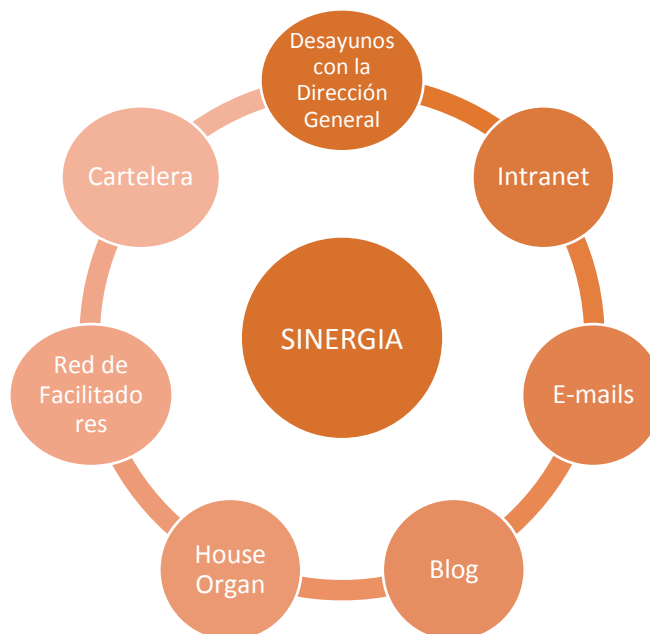 Desayunos
con la
Dirección
General
Intranet
E-mails
Blog
House
Organ
Red de
Facilitado
res
Cartelera
SINERGIA